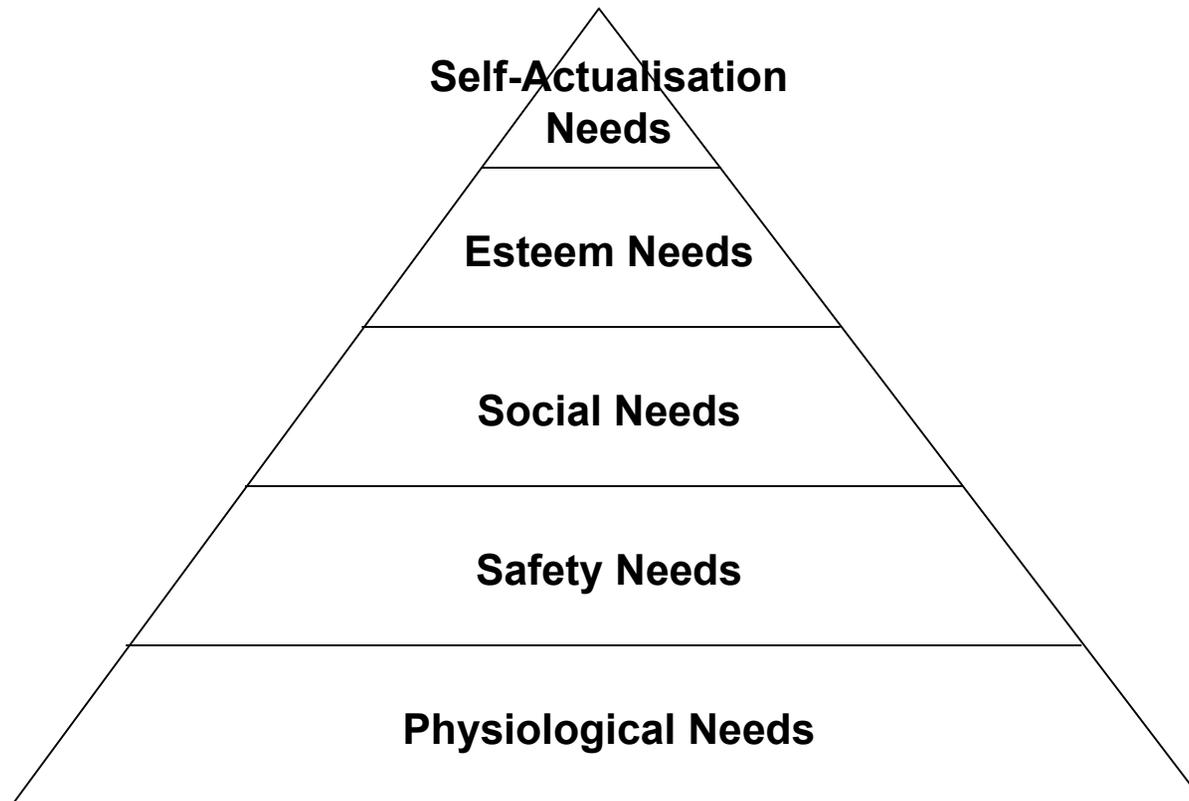 Self-Actualisation
Needs
Esteem Needs
Social Needs
Safety Needs
Physiological Needs